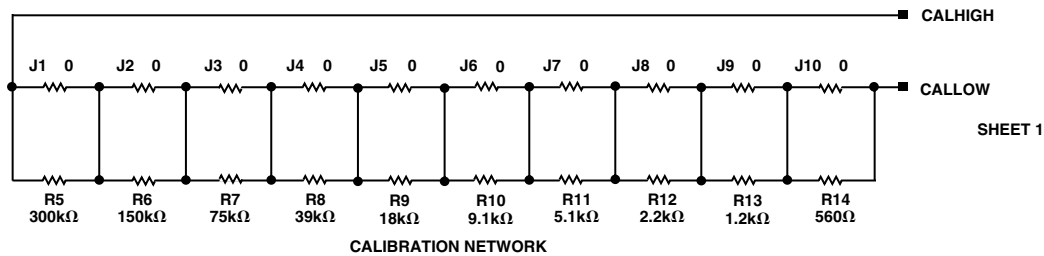 CALHIGH
J1 0 J2 0 J3 0 J4 0 J5 0 J6 0 J7 0 J8 0 J9 0 J10 0
CALLOW
SHEET 1
R5 R6 R7 R8 R9 R10 R11 R12 R13 R14
300kΩ 150kΩ 75kΩ 39kΩ 18kΩ 9.1kΩ 5.1kΩ 2.2kΩ 1.2kΩ 560Ω
CALIBRATION NETWORK